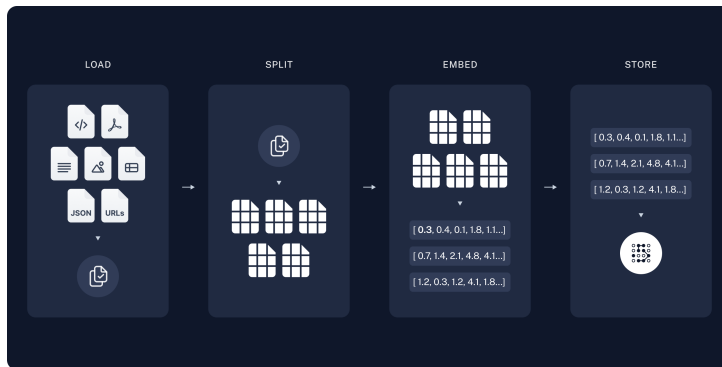 LOAD
SPLIT
EMBED
STORE
JSON
URLs
[ 0.3, 0.4, 0.1, 1.8, 1.1...]
[ 0.7, 1.4, 2.1, 4.8, 4.1...]
[ 1.2, 0.3, 1.2, 4.1, 1.8...]
[ 0.3, 0.4, 0.1, 1.8, 1.1...]
[ 0.7, 1.4, 2.1, 4.8, 4.1...]
[ 1.2, 0.3, 1.2, 4.1, 1.8...]